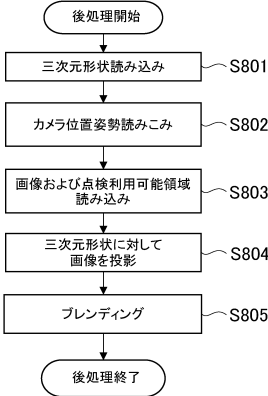 後処理開始
三次元形状読み込み
S801
カメラ位置姿勢読みこみ
S802
画像および点検利用可能領域
読み込み
S803
三次元形状に対して
画像を投影
S804
ブレンディング
S805
後処理終了